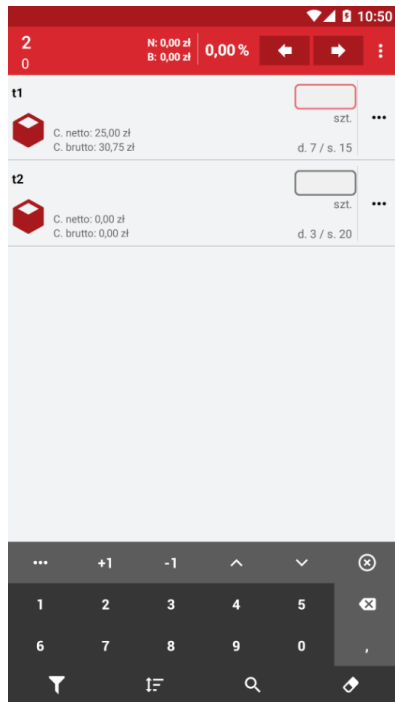 10:50
2
0
N: 0,00 zł
B: 0,00 zł
0,00 %
t1
szt.
C. netto: 25,00 zł
C. brutto: 30,75 zł
d. 7 / s. 15
t2
szt.
C. netto: 0,00 zł
C. brutto: 0,00 zł
d. 3 / s. 20
+1 -1
1 2 3 4 5
6 7 8 9 0 ,